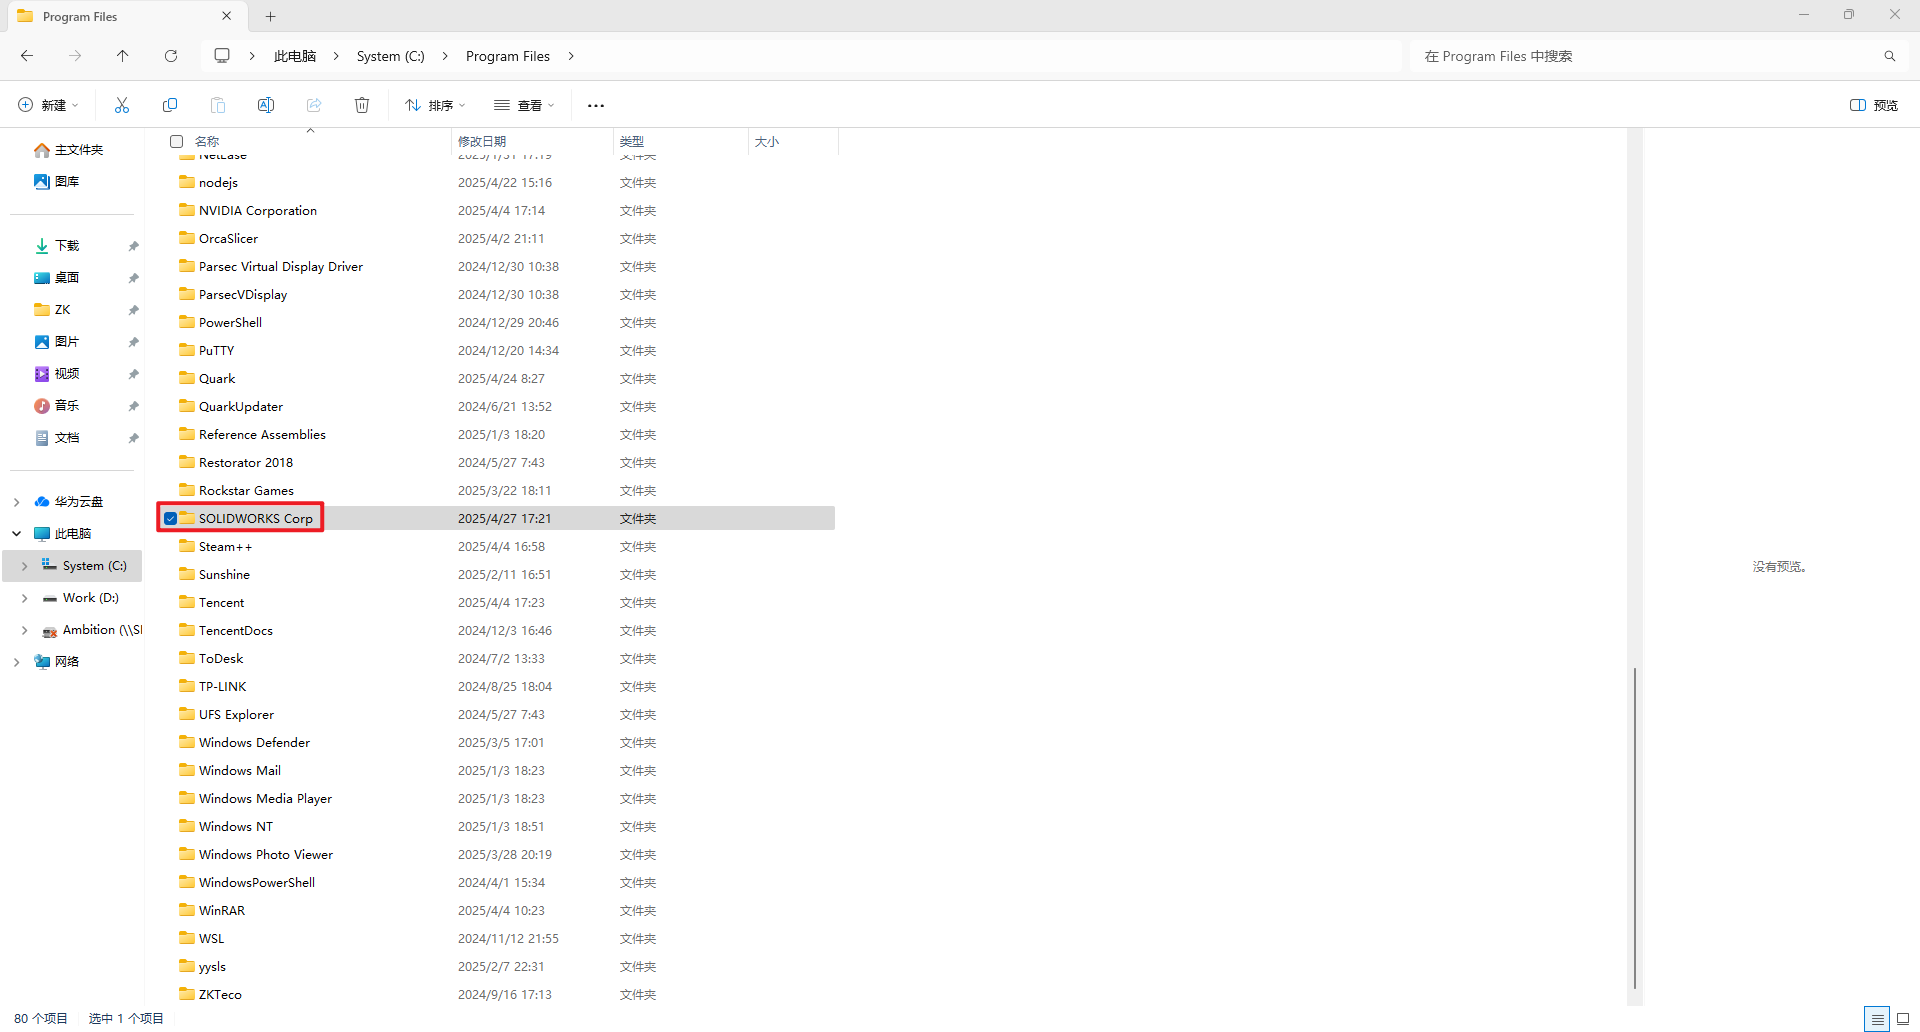 Program Files
此电脑 System (C:) Program Files
在 Program Files 中搜索
新建 排序 查看 预览
名称 修改日期 类型 大小
主文件夹
图库
下载
桌面
ZK
图片
视频
音乐
文档
华为云盘
此电脑
System (C:)
Work (D:)
Ambition (\\SI
网络
NetEase 2025/1/31 17:19 文件夹
nodejs 2025/4/22 15:16 文件夹
NVIDIA Corporation 2025/4/4 17:14 文件夹
OrcaSlicer 2025/4/2 21:11 文件夹
Parsec Virtual Display Driver 2024/12/30 10:38 文件夹
ParsecVDisplay 2024/12/30 10:38 文件夹
PowerShell 2024/12/29 20:46 文件夹
PuTTY 2024/12/20 14:34 文件夹
Quark 2025/4/24 8:27 文件夹
QuarkUpdater 2024/6/21 13:52 文件夹
Reference Assemblies 2025/1/3 18:20 文件夹
Restorator 2018 2024/5/27 7:43 文件夹
Rockstar Games 2025/3/22 18:11 文件夹
SOLIDWORKS Corp 2025/4/27 17:21 文件夹
Steam++ 2025/4/4 16:58 文件夹
Sunshine 2025/2/11 16:51 文件夹
Tencent 2025/4/4 17:23 文件夹
TencentDocs 2024/12/3 16:46 文件夹
ToDesk 2024/7/2 13:33 文件夹
TP-LINK 2024/8/25 18:04 文件夹
UFS Explorer 2024/5/27 7:43 文件夹
Windows Defender 2025/3/5 17:01 文件夹
Windows Mail 2025/1/3 18:23 文件夹
Windows Media Player 2025/1/3 18:23 文件夹
Windows NT 2025/1/3 18:51 文件夹
Windows Photo Viewer 2025/3/28 20:19 文件夹
WindowsPowerShell 2024/4/1 15:34 文件夹
WinRAR 2025/4/4 10:23 文件夹
WSL 2024/11/12 21:55 文件夹
yysls 2025/2/7 22:31 文件夹
ZKTeco 2024/9/16 17:13 文件夹
没有预览。
80 个项目 选中 1 个项目